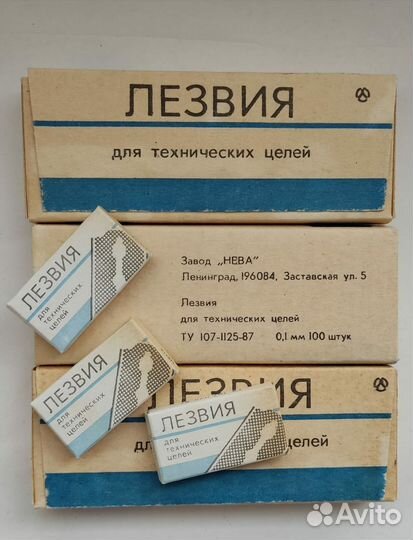 ЛЕЗВИЯ
для технических целей
Завод „НЕВА"
Ленинград, 196084, Заставская ул. 5
Лезвия
для технических целей
ТУ 107-1125-87 0,1 мм 100 штук
ЛЕЗВИЯ
для
технических
целей
ЛЕЗВИЯ
для
технических
целей
ЛЕЗВИЯ
дл
целей
ЛЕЗВИЯ
для
технических
целей
Avito